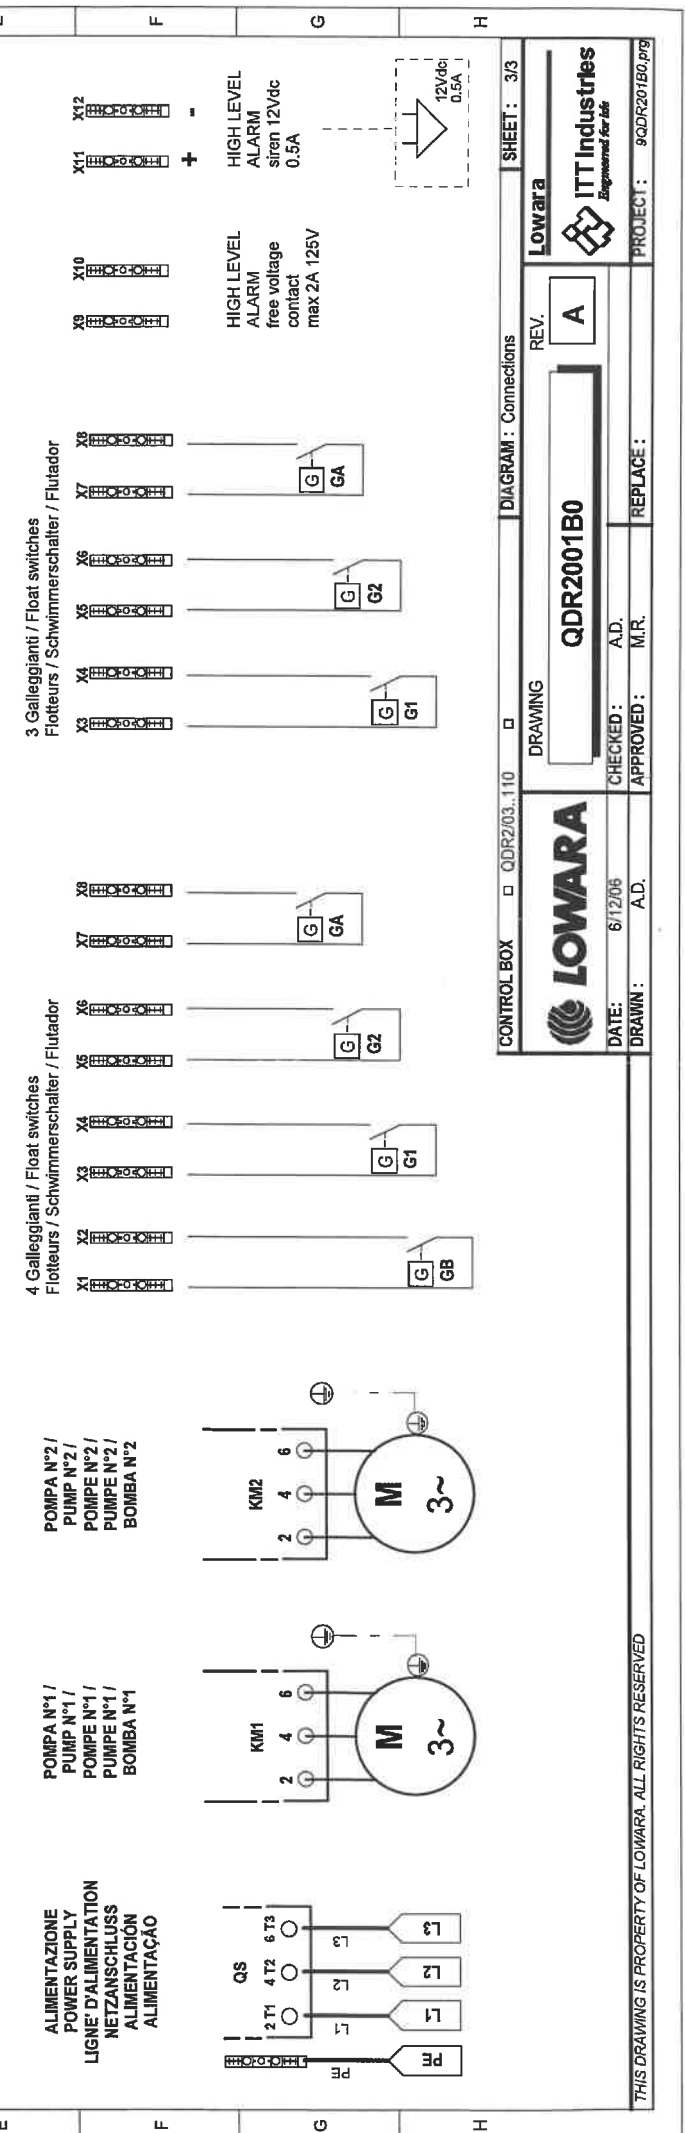 E
F
G
H
ALIMENTAZIONE
POWER SUPPLY
LIGNE' D'ALIMENTATION
NETZANSCHLUSS
ALIMENTACIÓN
ALIMENTAÇÃO
QS
2 T1
4 T2
6 T3
PE
L1
L2
L3
PE
L1
L2
L3
POMPA N°1 /
PUMP N°1 /
POMPE N°1 /
PUMPE N°1 /
BOMBA N°1
KM1
2
4
6
M
3~
POMPA N°2 /
PUMP N°2 /
POMPE N°2 /
PUMPE N°2 /
BOMBA N°2
KM2
2
4
6
M
3~
4 Galleggianti / Float switches
Flotteurs / Schwimmerschalter / Flutador
X1
X2
X3
X4
X5
X6
X7
X8
G
GB
G
G1
G
G2
G
GA
3 Galleggianti / Float switches
Flotteurs / Schwimmerschalter / Flutador
X3
X4
X5
X6
X7
X8
G
G1
G
G2
G
GA
X9
X10
HIGH LEVEL
ALARM
free voltage
contact
max 2A 125V
X11
X12
+
-
HIGH LEVEL
ALARM
siren 12Vdc
0.5A
12Vdc
0.5A
E
F
G
H
CONTROL BOX
QDR2/03..110
DIAGRAM : Connections
SHEET : 3/3
LOWARA
DRAWING
QDR2001B0
REV.
A
Lowara
ITT Industries
Engineered for life
DATE: 6/12/06
CHECKED : A.D.
DRAWN : A.D.
APPROVED : M.R.
REPLACE :
PROJECT : 9QDR201B0.prg
THIS DRAWING IS PROPERTY OF LOWARA. ALL RIGHTS RESERVED